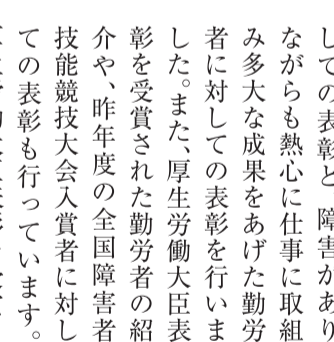 しての表彰と、障害があり
ながらも熱心に仕事に取組
み多大な成果をあげた勤労
者に対しての表彰を行いま
した。また、厚生労働大臣表
彰を受賞された勤労者の紹
介や、昨年度の全国障害者
技能競技大会入賞者に対し
ての表彰も行っています。